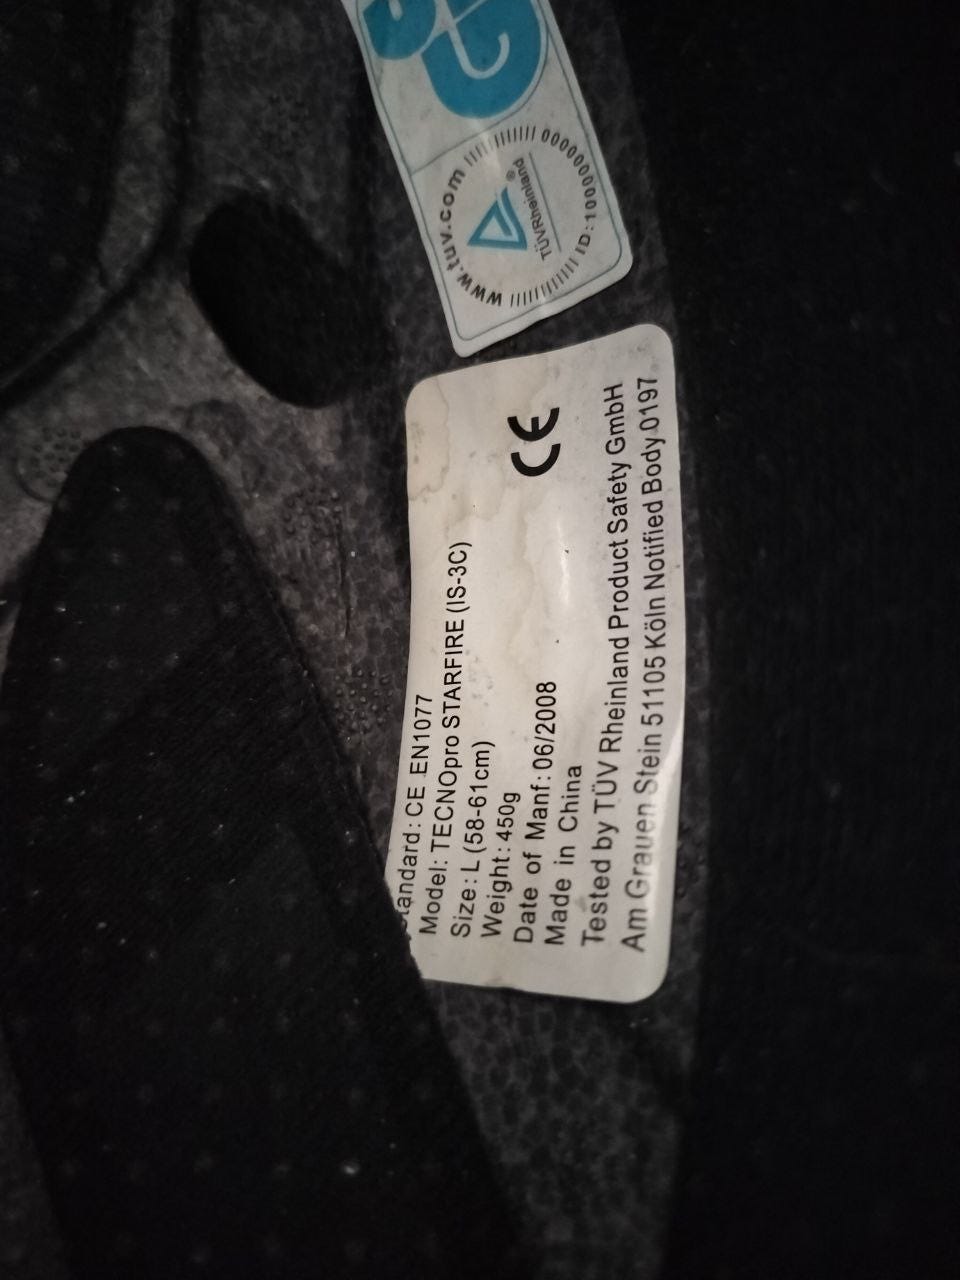 www.tuv.com
ID:1000000000
TÜVRheinland®
Standard: CE EN1077
Model: TECNOpro STARFIRE (IS-3C)
Size: L (58-61cm)
Weight: 450g
Date of Manf: 06/2008
Made in China
Tested by TÜV Rheinland Product Safety GmbH
Am Grauen Stein 51105 Köln Notified Body 0197
CE